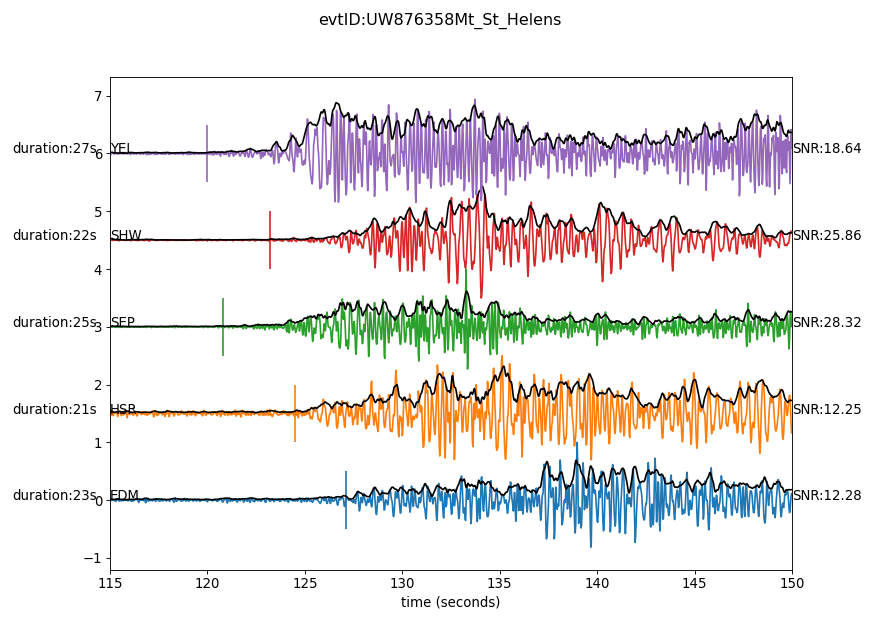 evtID:UW876358Mt_St_Helens
7
duration:27s YEL SNR:18.64
6
5
duration:22s SHW SNR:25.86
4
duration:25s SEP SNR:28.32
3
2
duration:21s HSR SNR:12.25
1
duration:23s EDM SNR:12.28
0
−1
115 120 125 130 135 140 145 150
time (seconds)